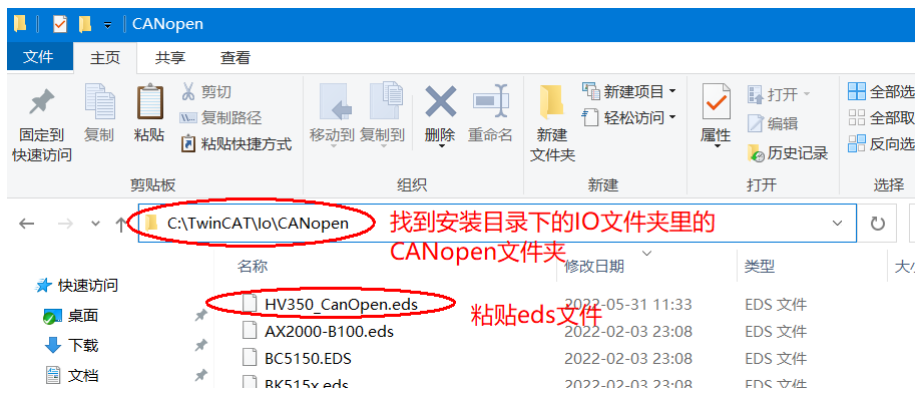 CANopen
文件 主页 共享 查看
固定到快速访问
复制
粘贴
剪切
复制路径
粘贴快捷方式
移动到
复制到
删除
重命名
新建文件夹
新建项目
轻松访问
属性
打开
编辑
历史记录
全部选
全部取
反向选
剪贴板 组织 新建 打开 选择
C:\TwinCAT\Io\CANopen
找到安装目录下的IO文件夹里的
CANopen文件夹
名称 修改日期 类型 大小
快速访问
桌面
下载
文档
HV350_CanOpen.eds 2022-05-31 11:33 EDS 文件
粘贴eds文件
AX2000-B100.eds 2022-02-03 23:08 EDS 文件
BC5150.EDS 2022-02-03 23:08 EDS 文件
BK515x.eds 2022-02-03 23:08 EDS 文件